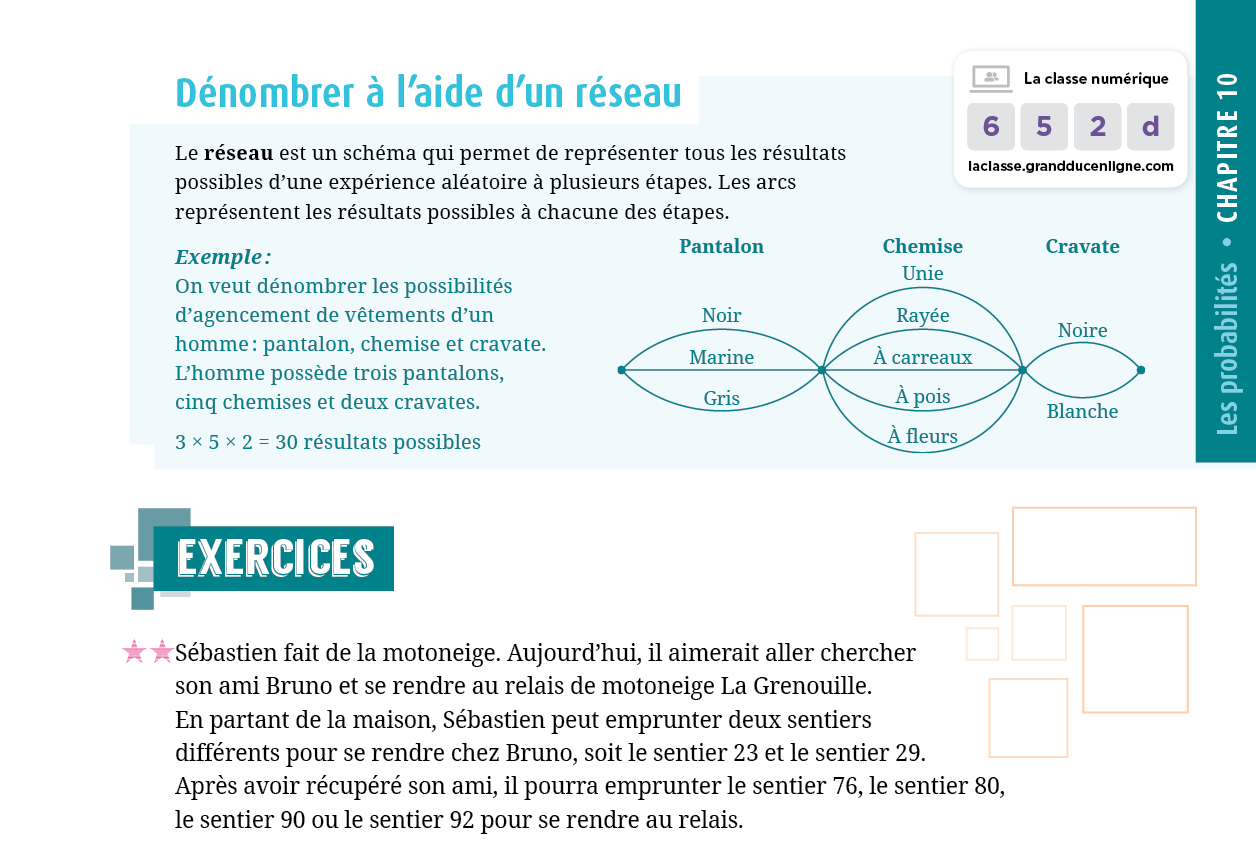 Dénombrer à l’aide d’un réseau
La classe numérique
6 5 2 d
laclasse.grandducenligne.com
Les probabilités • CHAPITRE 10
Le réseau est un schéma qui permet de représenter tous les résultats
possibles d’une expérience aléatoire à plusieurs étapes. Les arcs
représentent les résultats possibles à chacune des étapes.
Exemple :
On veut dénombrer les possibilités
d’agencement de vêtements d’un
homme : pantalon, chemise et cravate.
L’homme possède trois pantalons,
cinq chemises et deux cravates.
3 × 5 × 2 = 30 résultats possibles
Pantalon Chemise Cravate
Unie
Noir Rayée Noire
Marine À carreaux
Gris À pois Blanche
À fleurs
EXERCICES
Sébastien fait de la motoneige. Aujourd’hui, il aimerait aller chercher
son ami Bruno et se rendre au relais de motoneige La Grenouille.
En partant de la maison, Sébastien peut emprunter deux sentiers
différents pour se rendre chez Bruno, soit le sentier 23 et le sentier 29.
Après avoir récupéré son ami, il pourra emprunter le sentier 76, le sentier 80,
le sentier 90 ou le sentier 92 pour se rendre au relais.